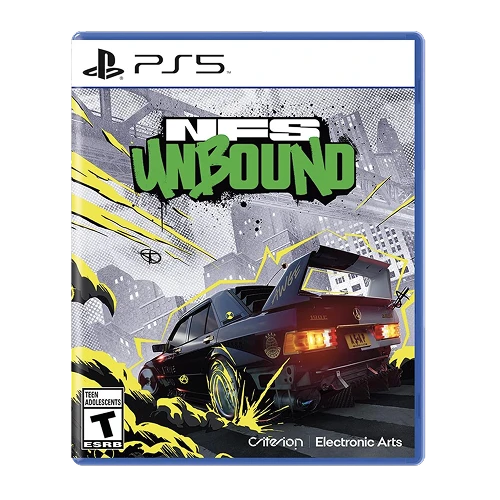 PS5
NFS
UNBOUND
TEEN
ADOLESCENTS
T
ESRB
Criterion
Electronic Arts